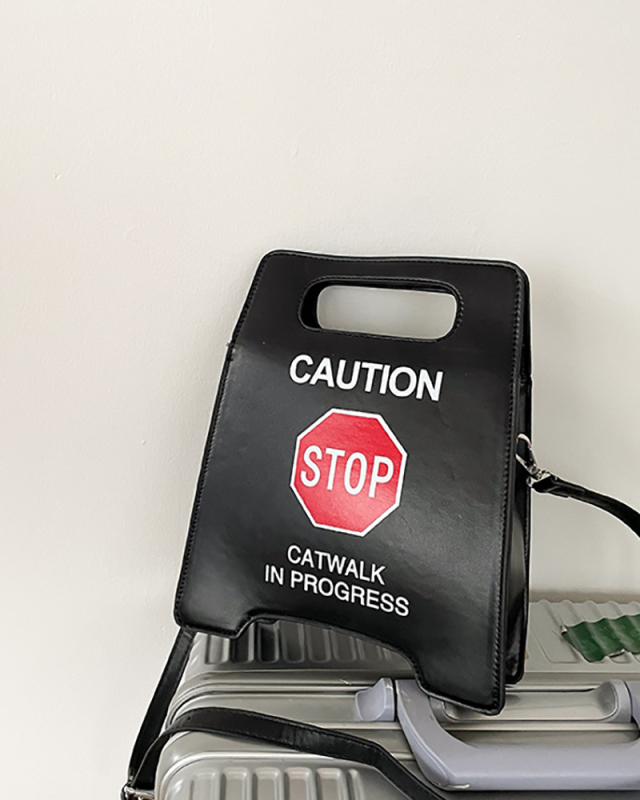 CAUTION
STOP
CATWALK
IN PROGRESS